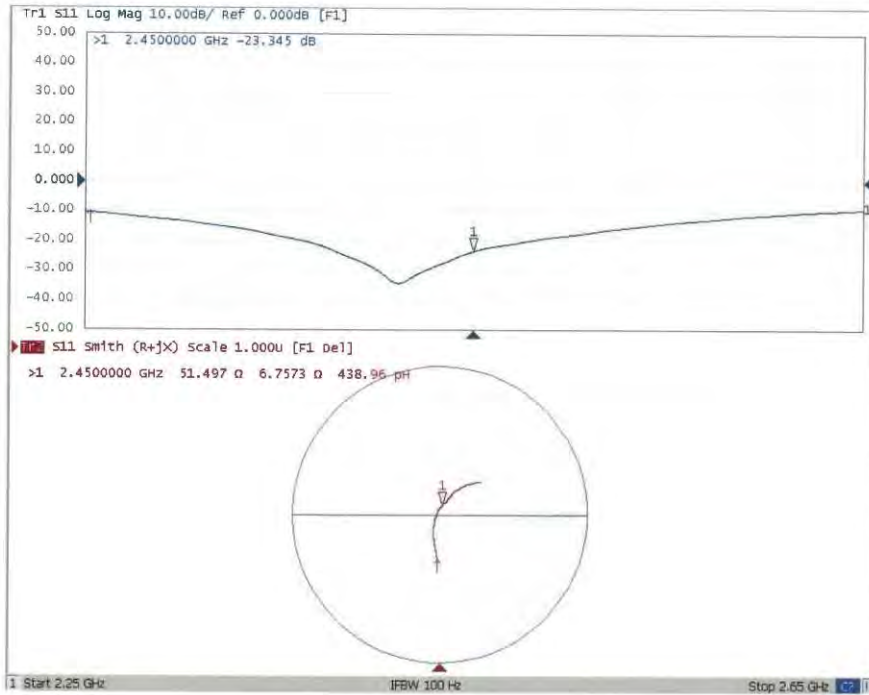 Tr1 S11 Log Mag 10.00dB/ Ref 0.000dB [F1]
50.00
>1 2.4500000 GHz -23.345 dB
40.00
30.00
20.00
10.00
0.000
-10.00
1
-20.00
1
-30.00
-40.00
-50.00
S11 Smith (R+jX) Scale 1.000U [F1 Del]
>1 2.4500000 GHz 51.497 Ω 6.7573 Ω 438.96 pH
1
1 Start 2.25 GHz
IFBW 100 Hz
Stop 2.65 GHz